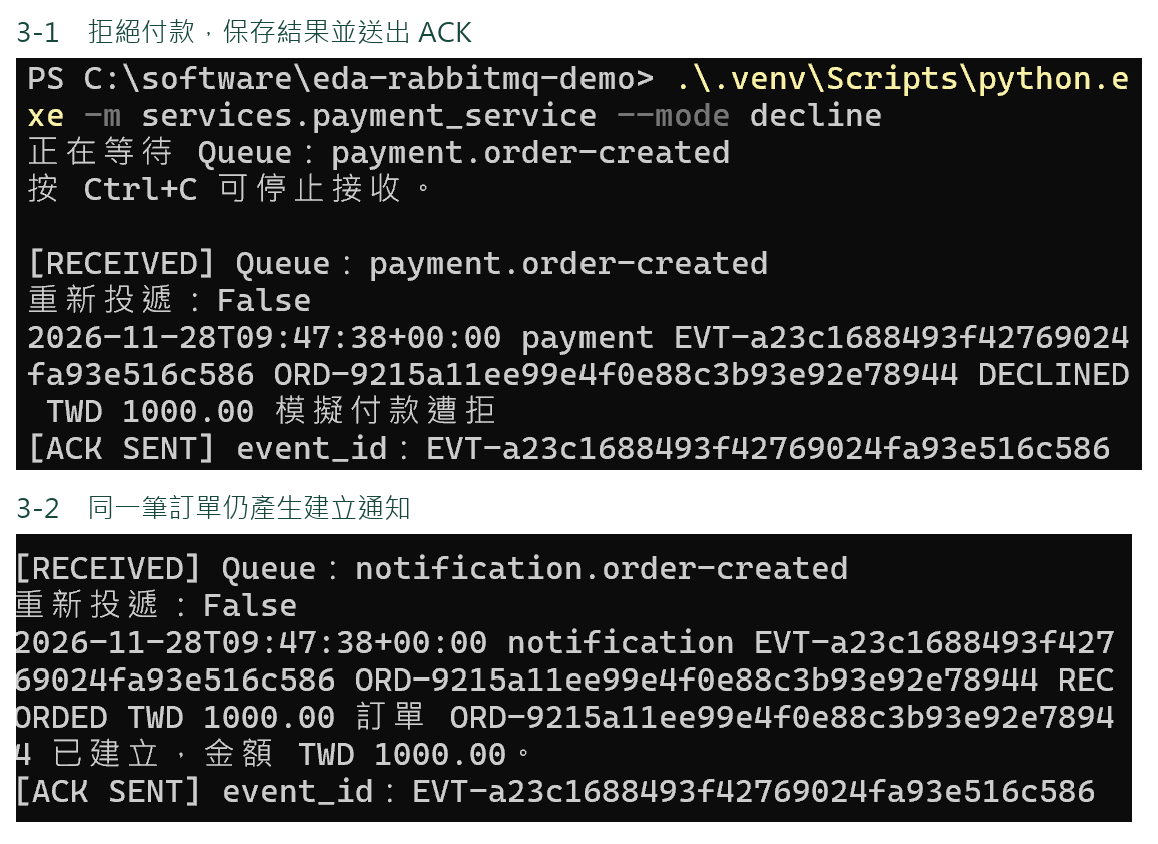 3-1　拒絕付款，保存結果並送出 ACK
PS C:\software\eda-rabbitmq-demo> .\.venv\Scripts\python.e
xe -m services.payment_service --mode decline
正在等待 Queue：payment.order-created
按 Ctrl+C 可停止接收。
[RECEIVED] Queue：payment.order-created
重新投遞：False
2026-11-28T09:47:38+00:00 payment EVT-a23c1688493f42769024
fa93e516c586 ORD-9215a11ee99e4f0e88c3b93e92e78944 DECLINED
TWD 1000.00 模擬付款遭拒
[ACK SENT] event_id：EVT-a23c1688493f42769024fa93e516c586
3-2　同一筆訂單仍產生建立通知
[RECEIVED] Queue：notification.order-created
重新投遞：False
2026-11-28T09:47:38+00:00 notification EVT-a23c1688493f427
69024fa93e516c586 ORD-9215a11ee99e4f0e88c3b93e92e78944 REC
ORDED TWD 1000.00 訂單 ORD-9215a11ee99e4f0e88c3b93e92e7894
4 已建立，金額 TWD 1000.00。
[ACK SENT] event_id：EVT-a23c1688493f42769024fa93e516c586